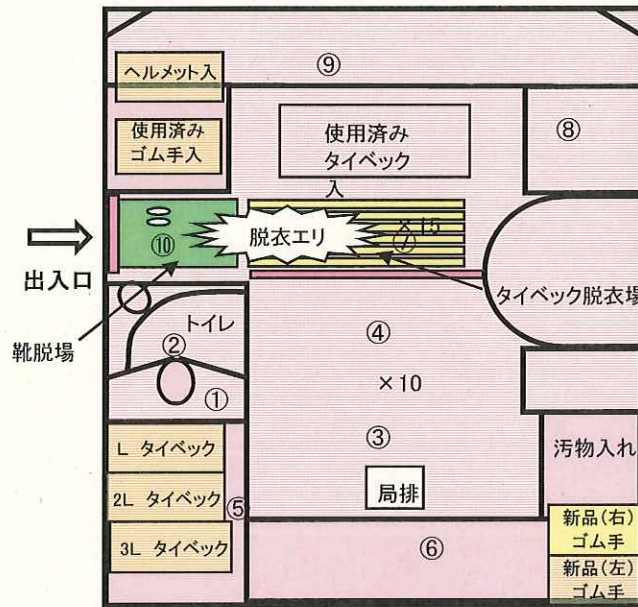 ⑨
ヘルメット入
使用済み
ゴム手入
使用済み
タイベック
入
⑧
⑩
脱衣エリ
×15
⑦
出入口
タイベック脱衣場
靴脱場
トイレ
②
①
④
×10
③
局排
L タイベック
2L タイベック
3L タイベック
⑤
⑥
汚物入れ
新品(右)
ゴム手
新品(左)
ゴム手